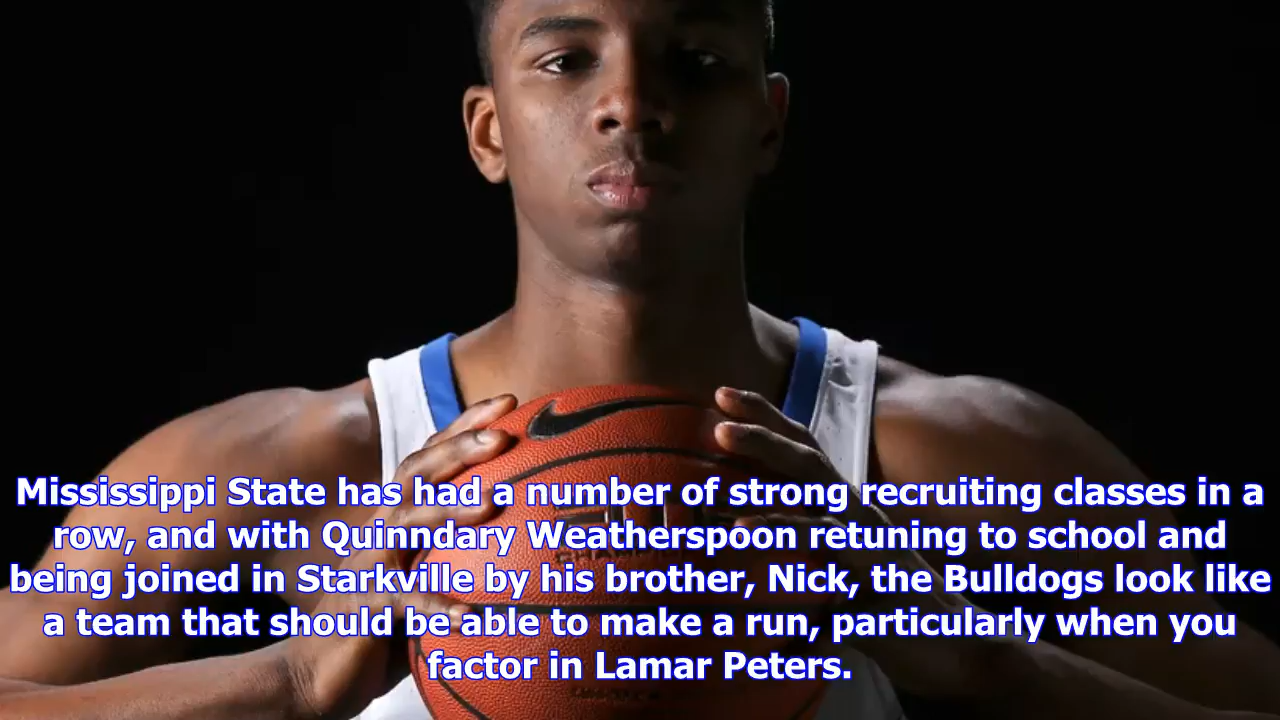 Mississippi State has had a number of strong recruiting classes in a
row, and with Quinndary Weatherspoon retuning to school and
being joined in Starkville by his brother, Nick, the Bulldogs look like
a team that should be able to make a run, particularly when you
factor in Lamar Peters.